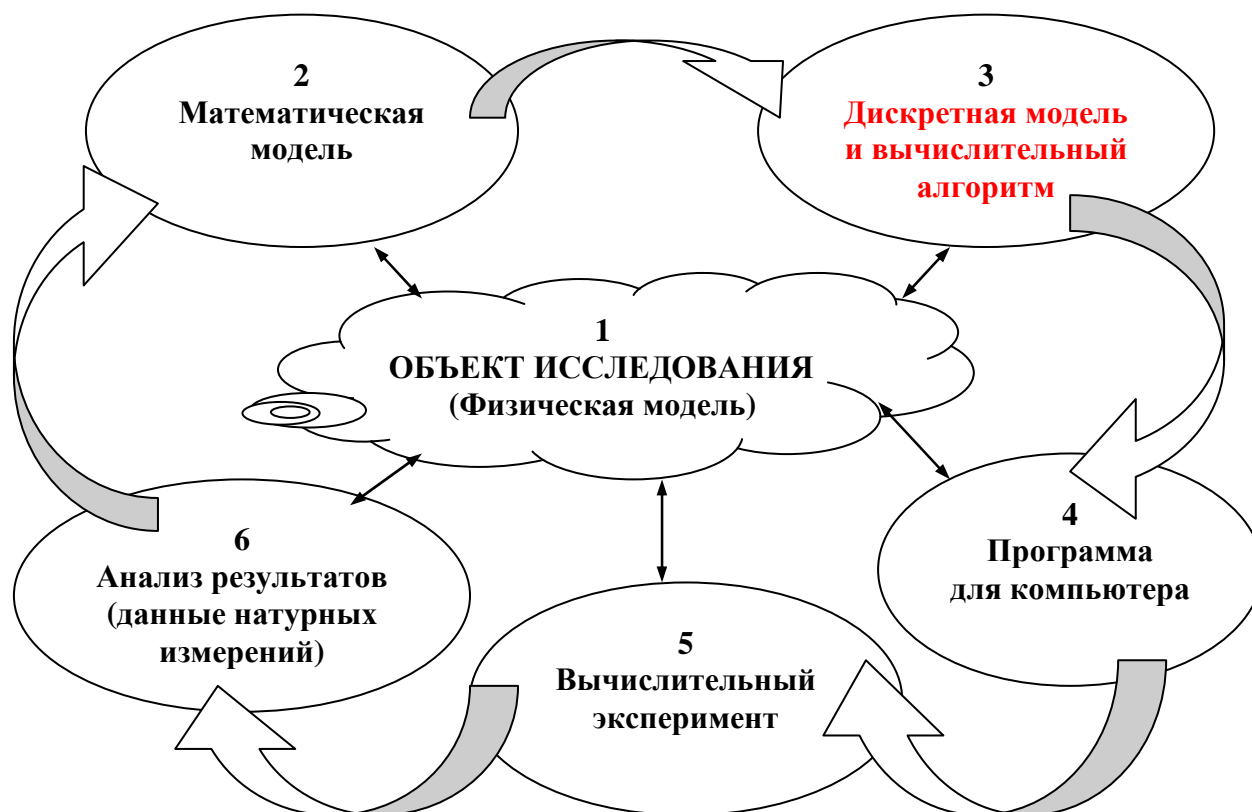 2
Математическая
модель
3
Дискретная модель
и вычислительный
алгоритм
1
ОБЪЕКТ ИССЛЕДОВАНИЯ
(Физическая модель)
4
Программа
для компьютера
5
Вычислительный
эксперимент
6
Анализ результатов
(данные натурных
измерений)